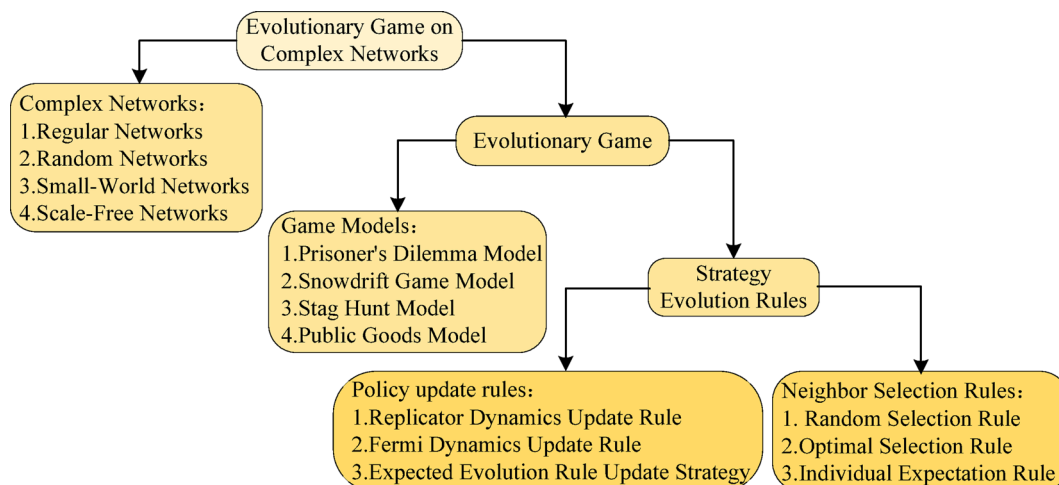 Evolutionary Game on
Complex Networks
Complex Networks：
1.Regular Networks
2.Random Networks
3.Small-World Networks
4.Scale-Free Networks
Evolutionary Game
Game Models：
1.Prisoner's Dilemma Model
2.Snowdrift Game Model
3.Stag Hunt Model
4.Public Goods Model
Strategy
Evolution Rules
Policy update rules：
1.Replicator Dynamics Update Rule
2.Fermi Dynamics Update Rule
3.Expected Evolution Rule Update Strategy
Neighbor Selection Rules：
1. Random Selection Rule
2.Optimal Selection Rule
3.Individual Expectation Rule